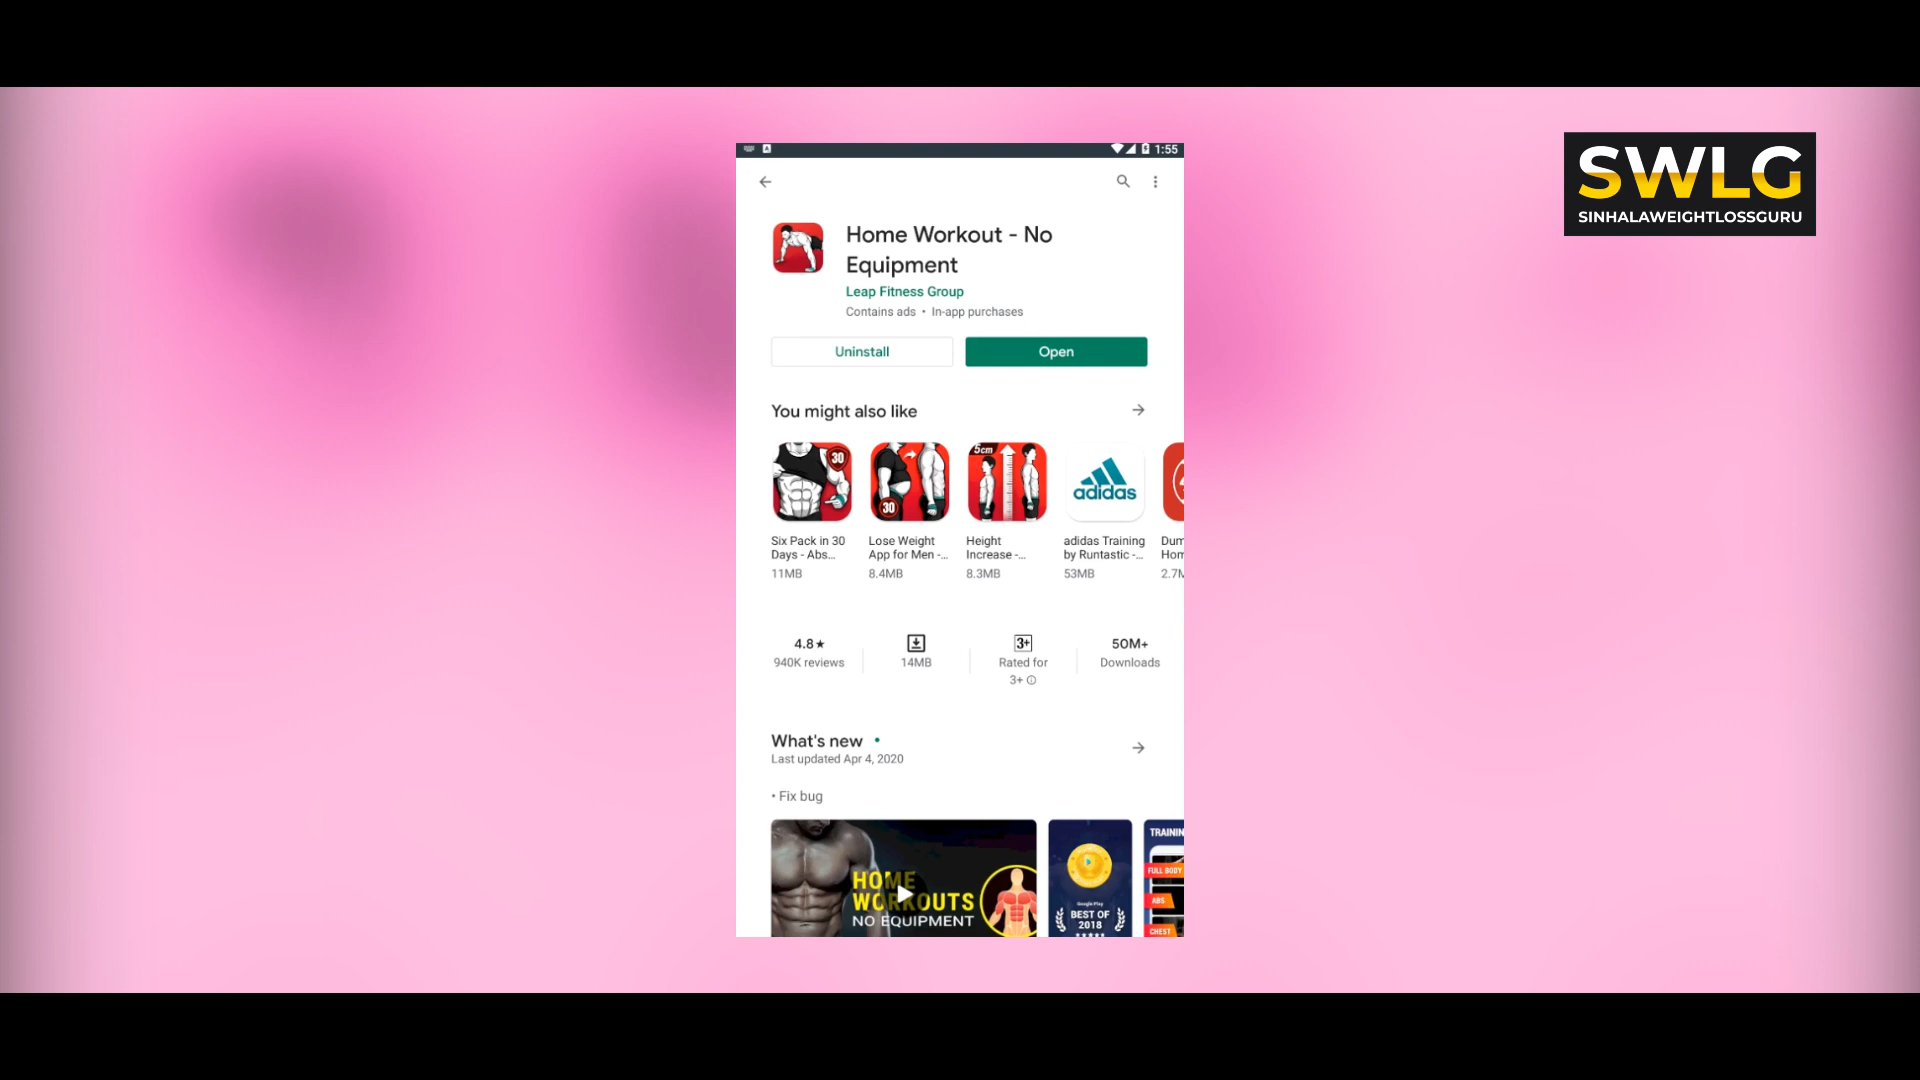 1:55
SWLG
SINHALAWEIGHTLOSSGURU
Home Workout - No
Equipment
Leap Fitness Group
Contains ads • In-app purchases
Uninstall
Open
You might also like
30
30
5cm
adidas
Six Pack in 30
Days - Abs...
11MB
Lose Weight
App for Men -...
8.4MB
Height
Increase -...
8.3MB
adidas Training
by Runtastic -...
53MB
4.8★
940K reviews
14MB
3+
Rated for
3+
50M+
Downloads
What's new •
Last updated Apr 4, 2020
• Fix bug
HOME
WORKOUTS
NO EQUIPMENT
Google Play
BEST OF
2018
FULL BODY
ABS
CHEST